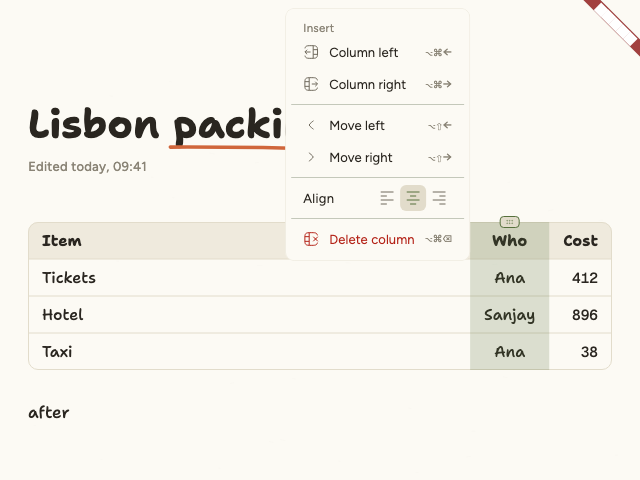 Insert
Column left ⌥⌘←
Column right ⌥⌘→
Move left ⌥⇧←
Move right ⌥⇧→
Align
Delete column ⌥⌘⌫
Lisbon
Edited today, 09:41
Item Who Cost
Tickets Ana 412
Hotel Sanjay 896
Taxi Ana 38
after